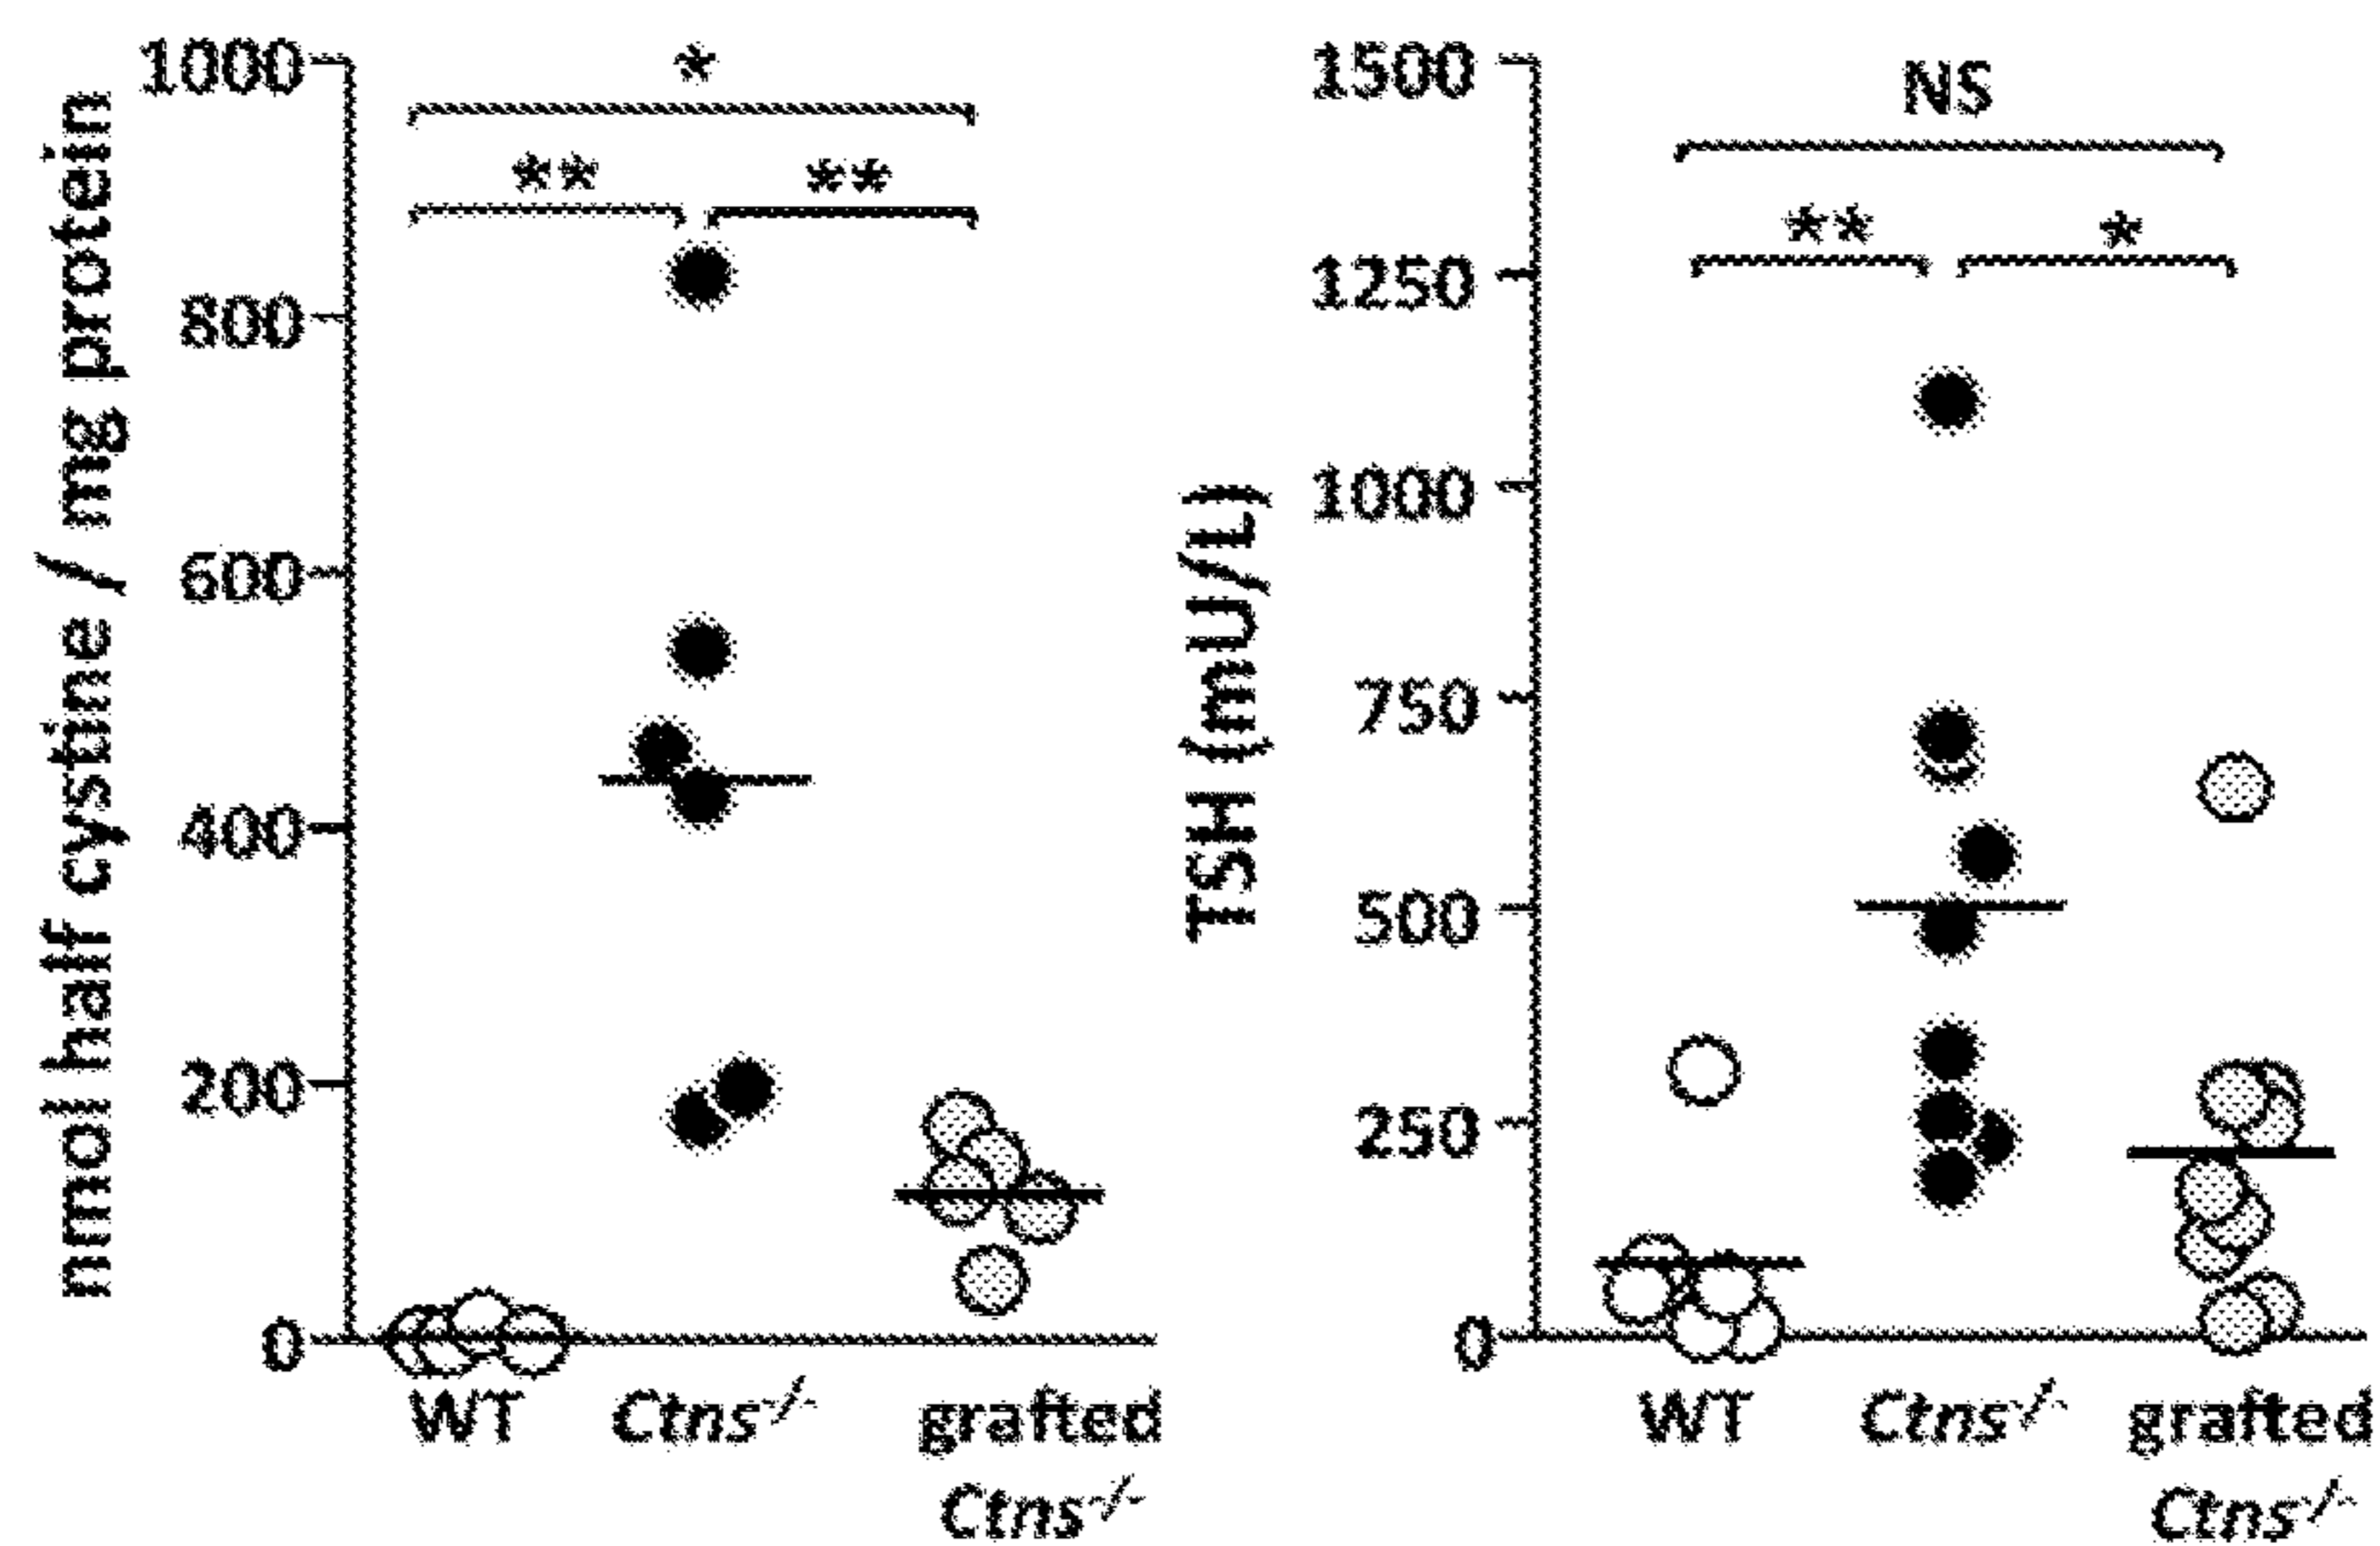 nmol half cystine / mg protein
1000
800
600
400
200
0
*
**
**
WT
Ctns-/-
grafted
Ctns-/-
TSH (mU/L)
1500
1250
1000
750
500
250
0
NS
**
*
WT
Ctns-/-
grafted
Ctns-/-